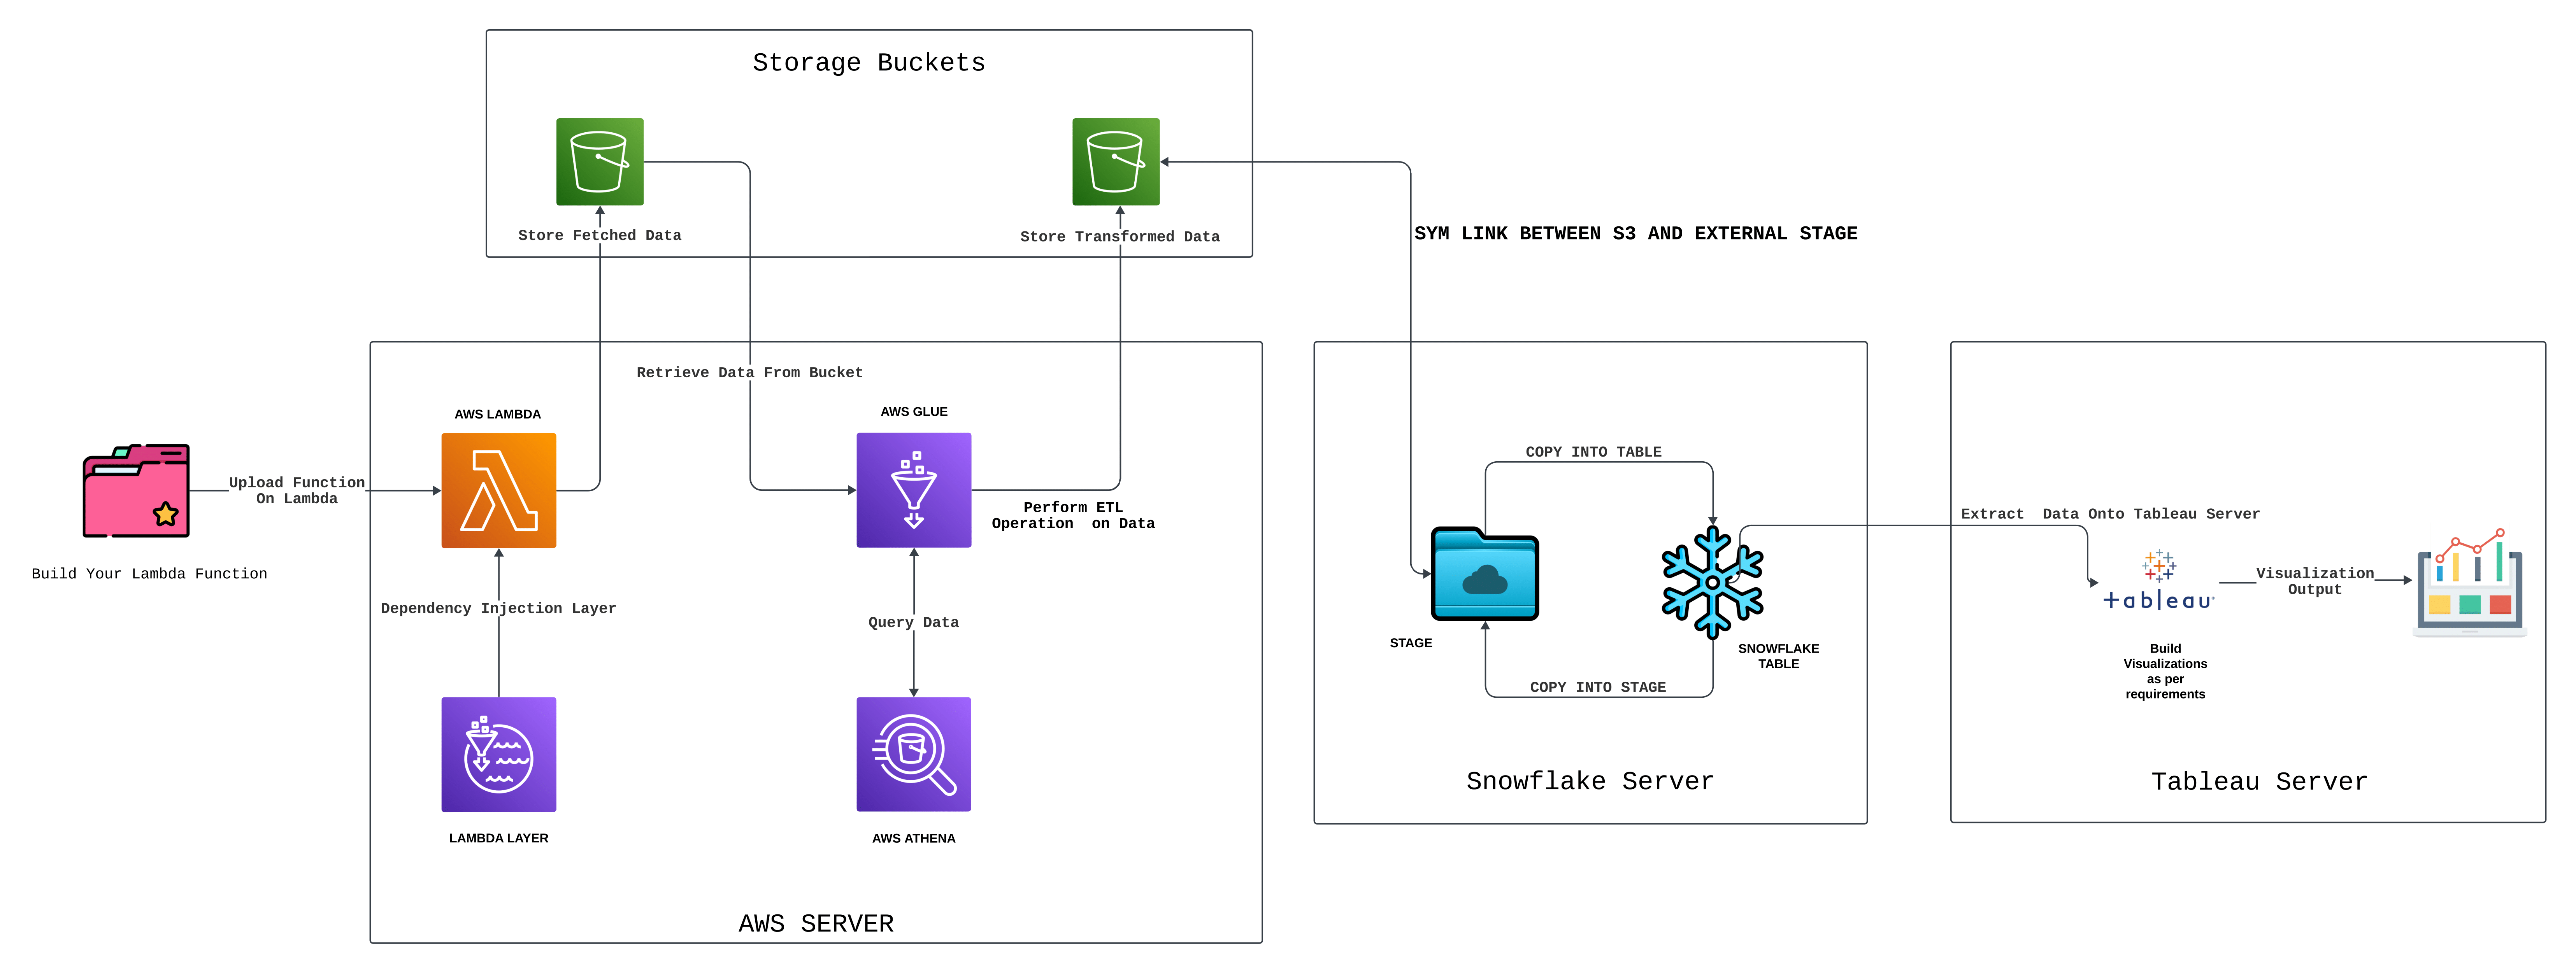 Storage Buckets
Store Fetched Data
Store Transformed Data
SYM LINK BETWEEN S3 AND EXTERNAL STAGE
Retrieve Data From Bucket
AWS LAMBDA
AWS GLUE
Upload Function
On Lambda
Build Your Lambda Function
Perform ETL
Operation  on Data
Dependency Injection Layer
Query Data
LAMBDA LAYER
AWS ATHENA
AWS SERVER
COPY INTO TABLE
STAGE
SNOWFLAKE
TABLE
COPY INTO STAGE
Snowflake Server
Extract  Data Onto Tableau Server
+ableau
Visualization
Output
Build
Visualizations
as per
requirements
Tableau Server